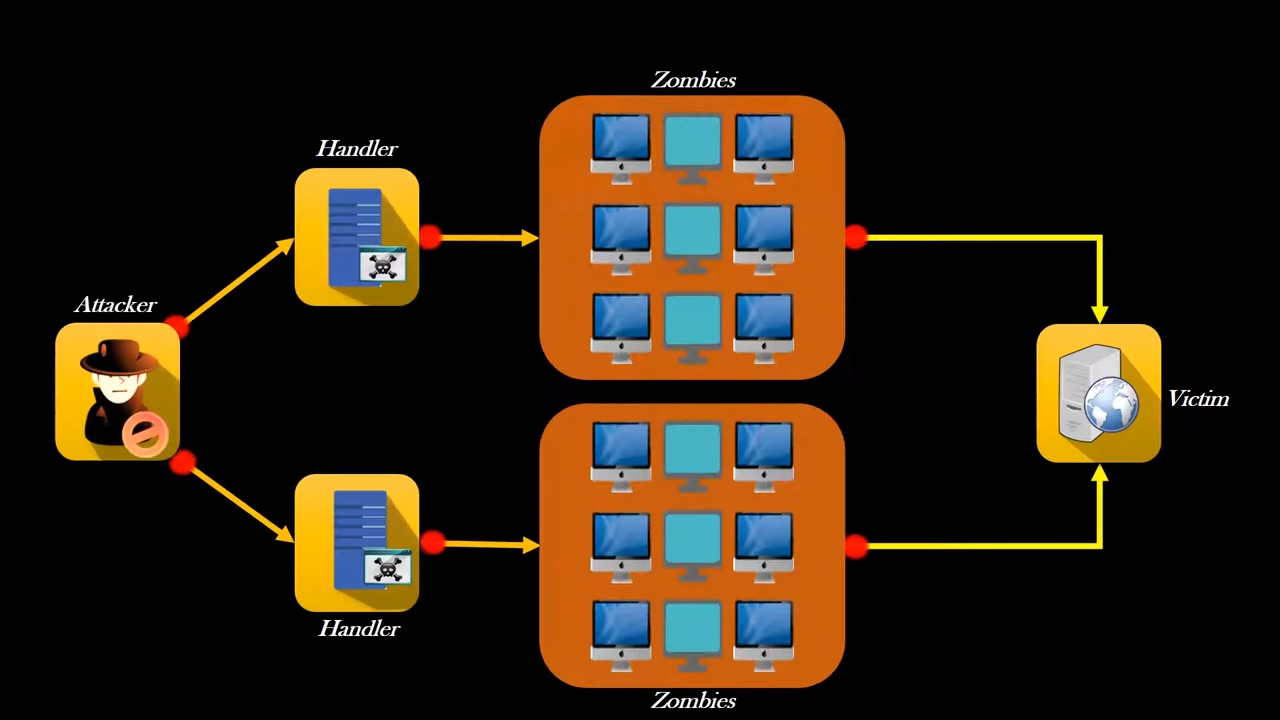 Zombies
Handler
Attacker
Victim
Handler
Zombies